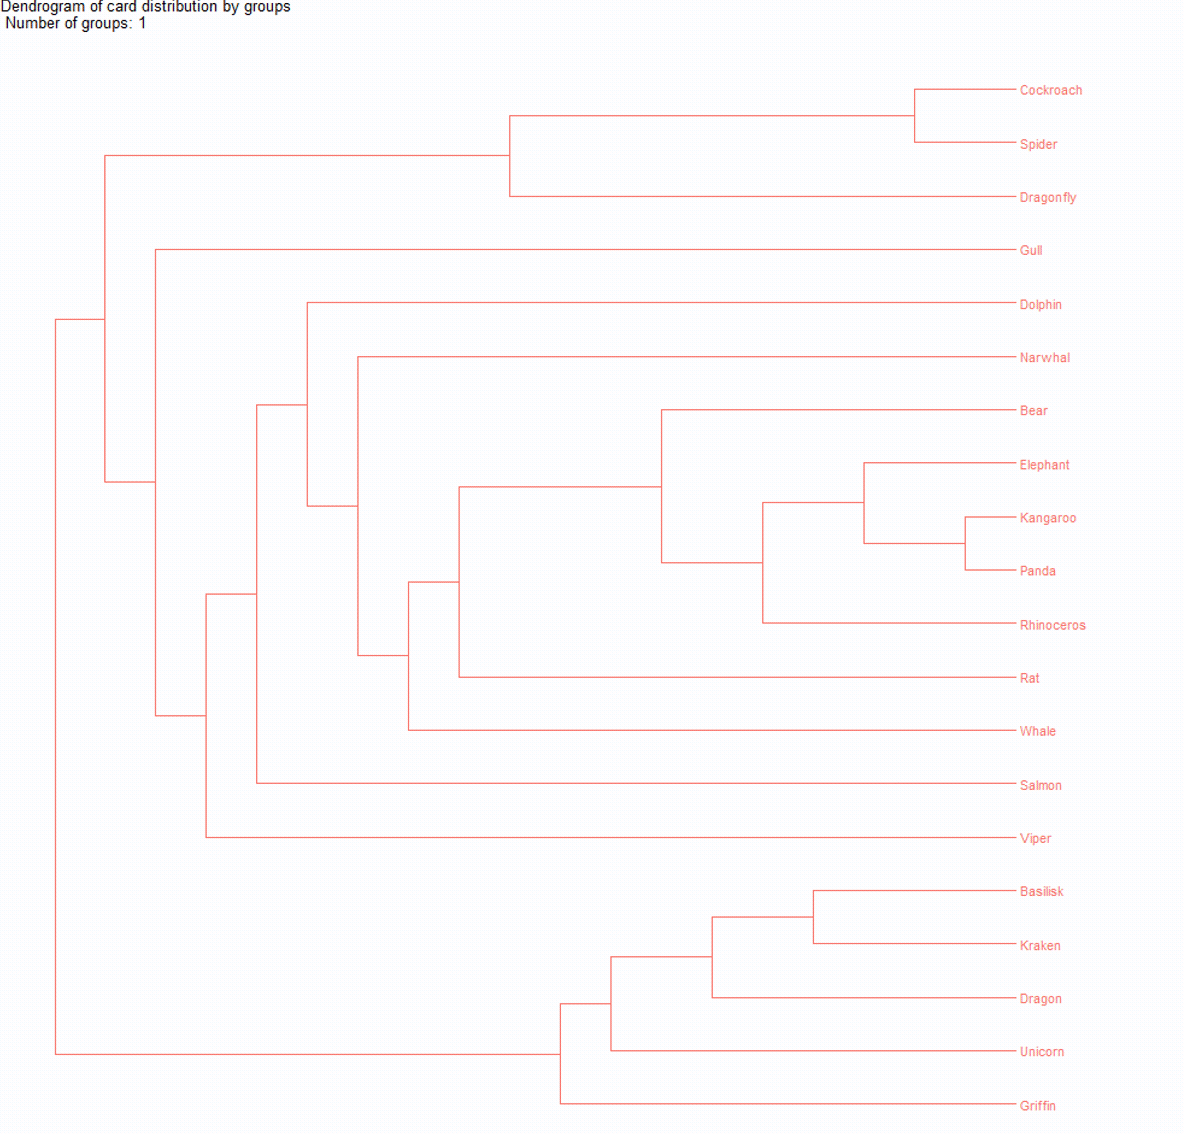 Dendrogram of card distribution by groups
Number of groups: 1
Cockroach
Spider
Dragonfly
Gull
Dolphin
Narwhal
Bear
Elephant
Kangaroo
Panda
Rhinoceros
Rat
Whale
Salmon
Viper
Basilisk
Kraken
Dragon
Unicorn
Griffin